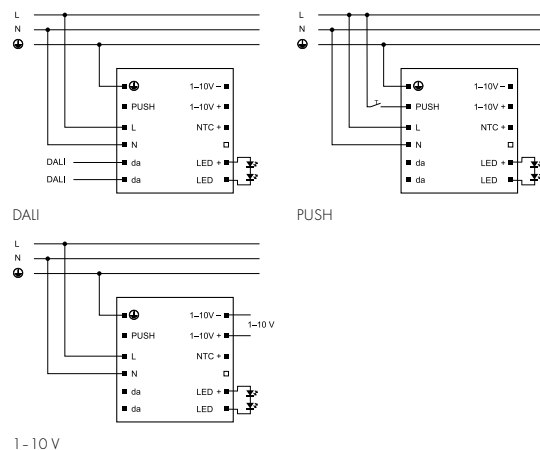 L
N
1–10V –
PUSH
1–10V +
L
NTC +
N
DALI
da
LED +
DALI
da
LED
DALI
L
N
1–10V –
PUSH
1–10V +
L
NTC +
N
da
LED +
da
LED
PUSH
L
N
1–10V –
1–10 V
PUSH
1–10V +
L
NTC +
N
da
LED +
da
LED
1–10 V